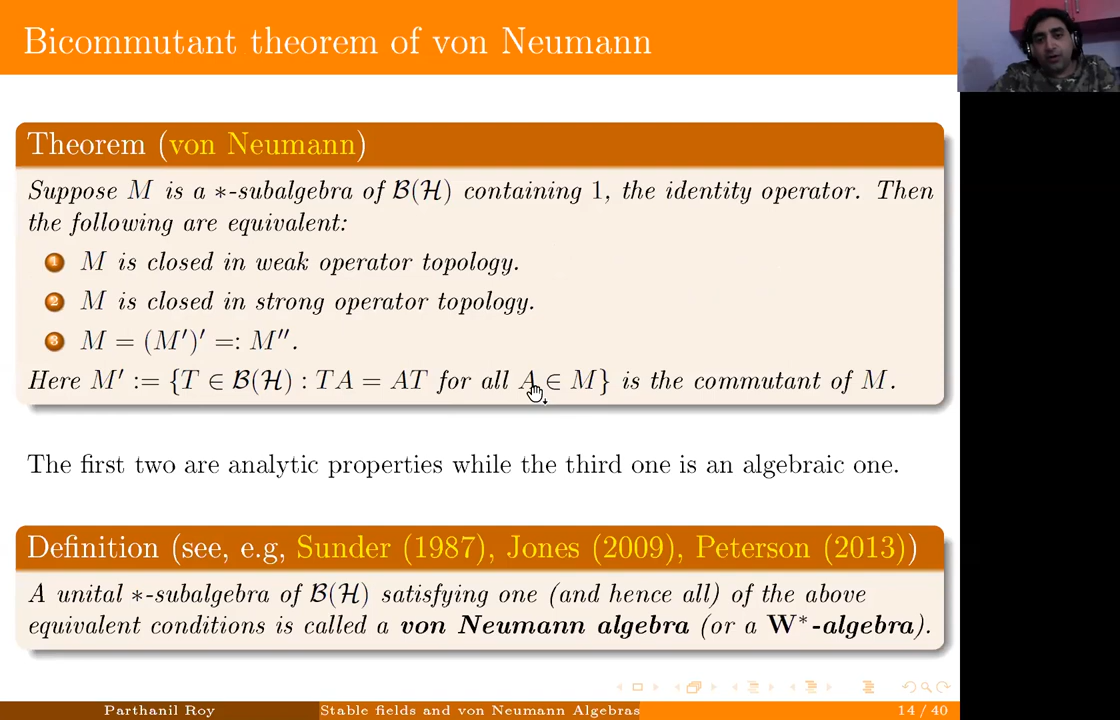 Bicommutant theorem of von Neumann
Theorem (von Neumann)
Suppose M is a ∗-subalgebra of ℬ(ℋ) containing 1, the identity operator. Then
the following are equivalent:
1 M is closed in weak operator topology.
2 M is closed in strong operator topology.
3 M = (M′)′ =: M″.
Here M′ := {T ∈ ℬ(ℋ) : TA = AT for all A ∈ M} is the commutant of M.
The first two are analytic properties while the third one is an algebraic one.
Definition (see, e.g, Sunder (1987), Jones (2009), Peterson (2013))
A unital ∗-subalgebra of ℬ(ℋ) satisfying one (and hence all) of the above
equivalent conditions is called a von Neumann algebra (or a W*-algebra).
Parthanil Roy
Stable fields and von Neumann Algebras
14 / 40